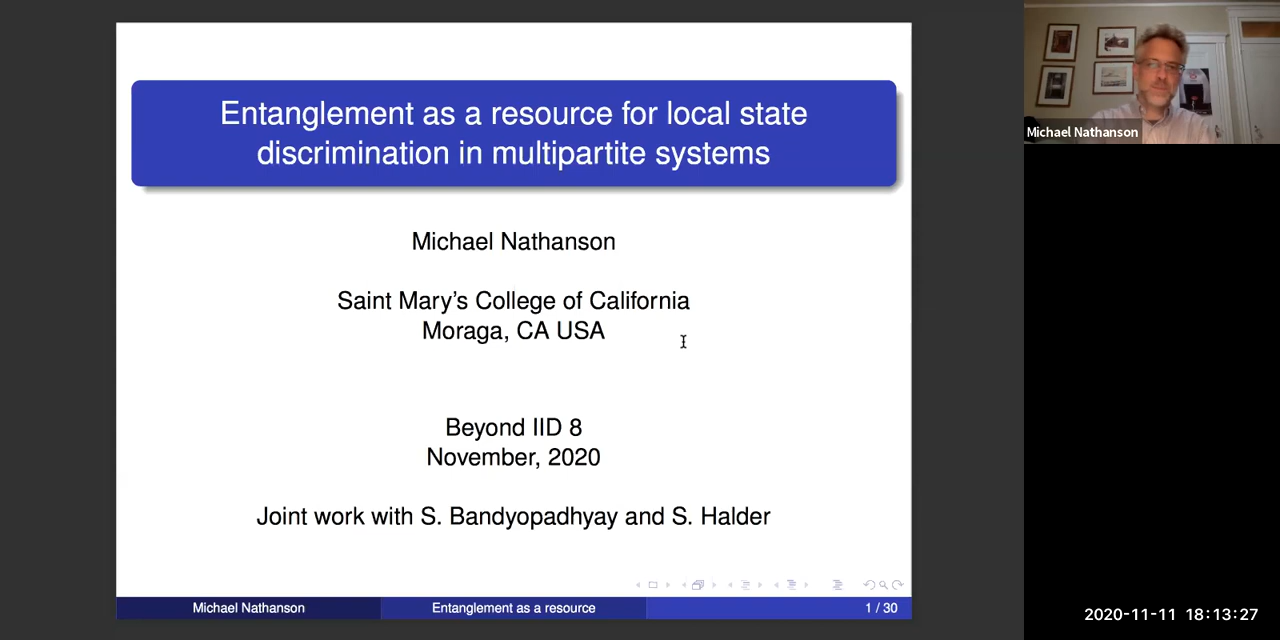 Entanglement as a resource for local state
discrimination in multipartite systems
Michael Nathanson
Saint Mary's College of California
Moraga, CA USA
Beyond IID 8
November, 2020
Joint work with S. Bandyopadhyay and S. Halder
Michael Nathanson
Entanglement as a resource
1 / 30
Michael Nathanson
2020-11-11 18:13:27